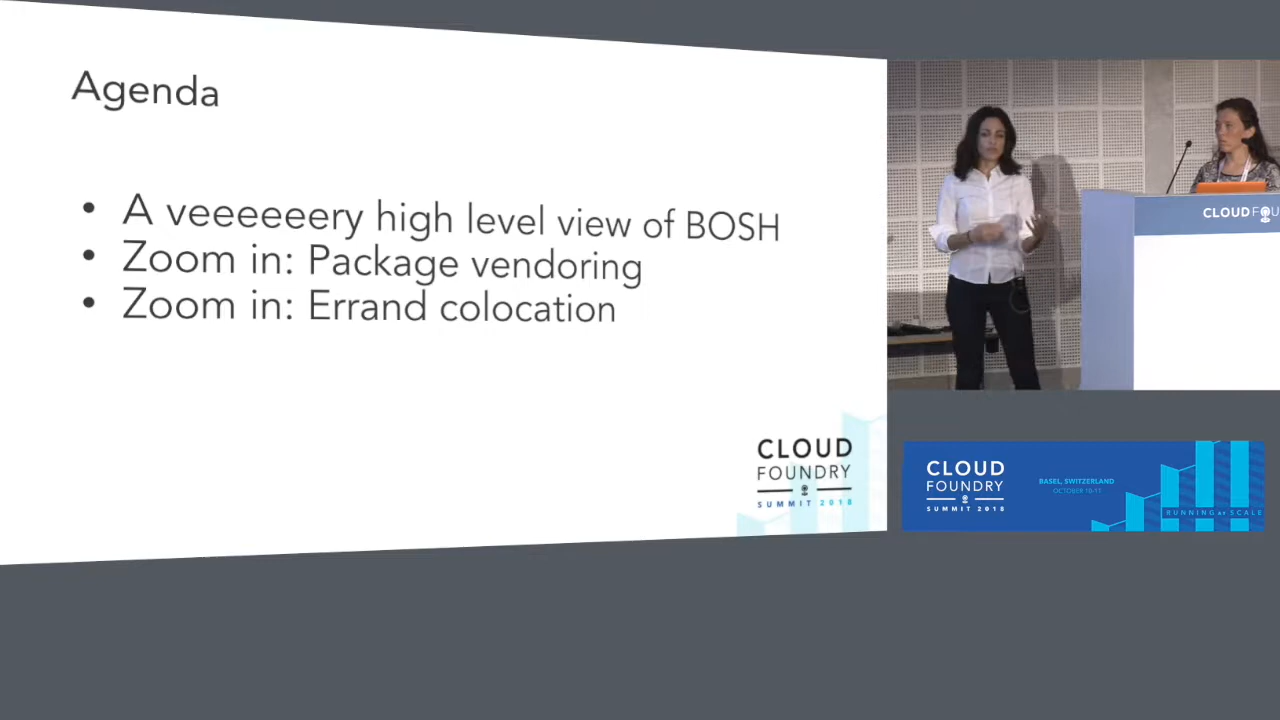 Agenda
• A veeeeeery high level view of BOSH
• Zoom in: Package vendoring
• Zoom in: Errand colocation
CLOUD
FOUNDRY
SUMMIT 2018
CLOUD FOU
CLOUD
FOUNDRY
SUMMIT 2018
BASEL, SWITZERLAND
OCTOBER 10-11
RUNNING AT SCALE